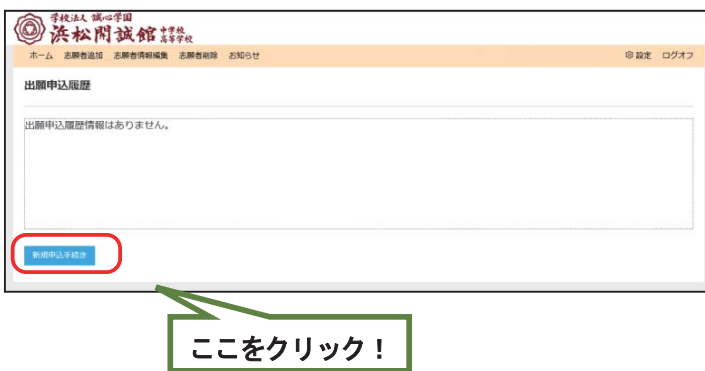 学校法人 誠心学園
浜松開誠館 中学校 高等学校
ホーム 志願者追加 志願者情報編集 志願者削除 お知らせ 設定 ログオフ
出願申込履歴
出願申込履歴情報はありません。
新規申込手続き
ここをクリック！